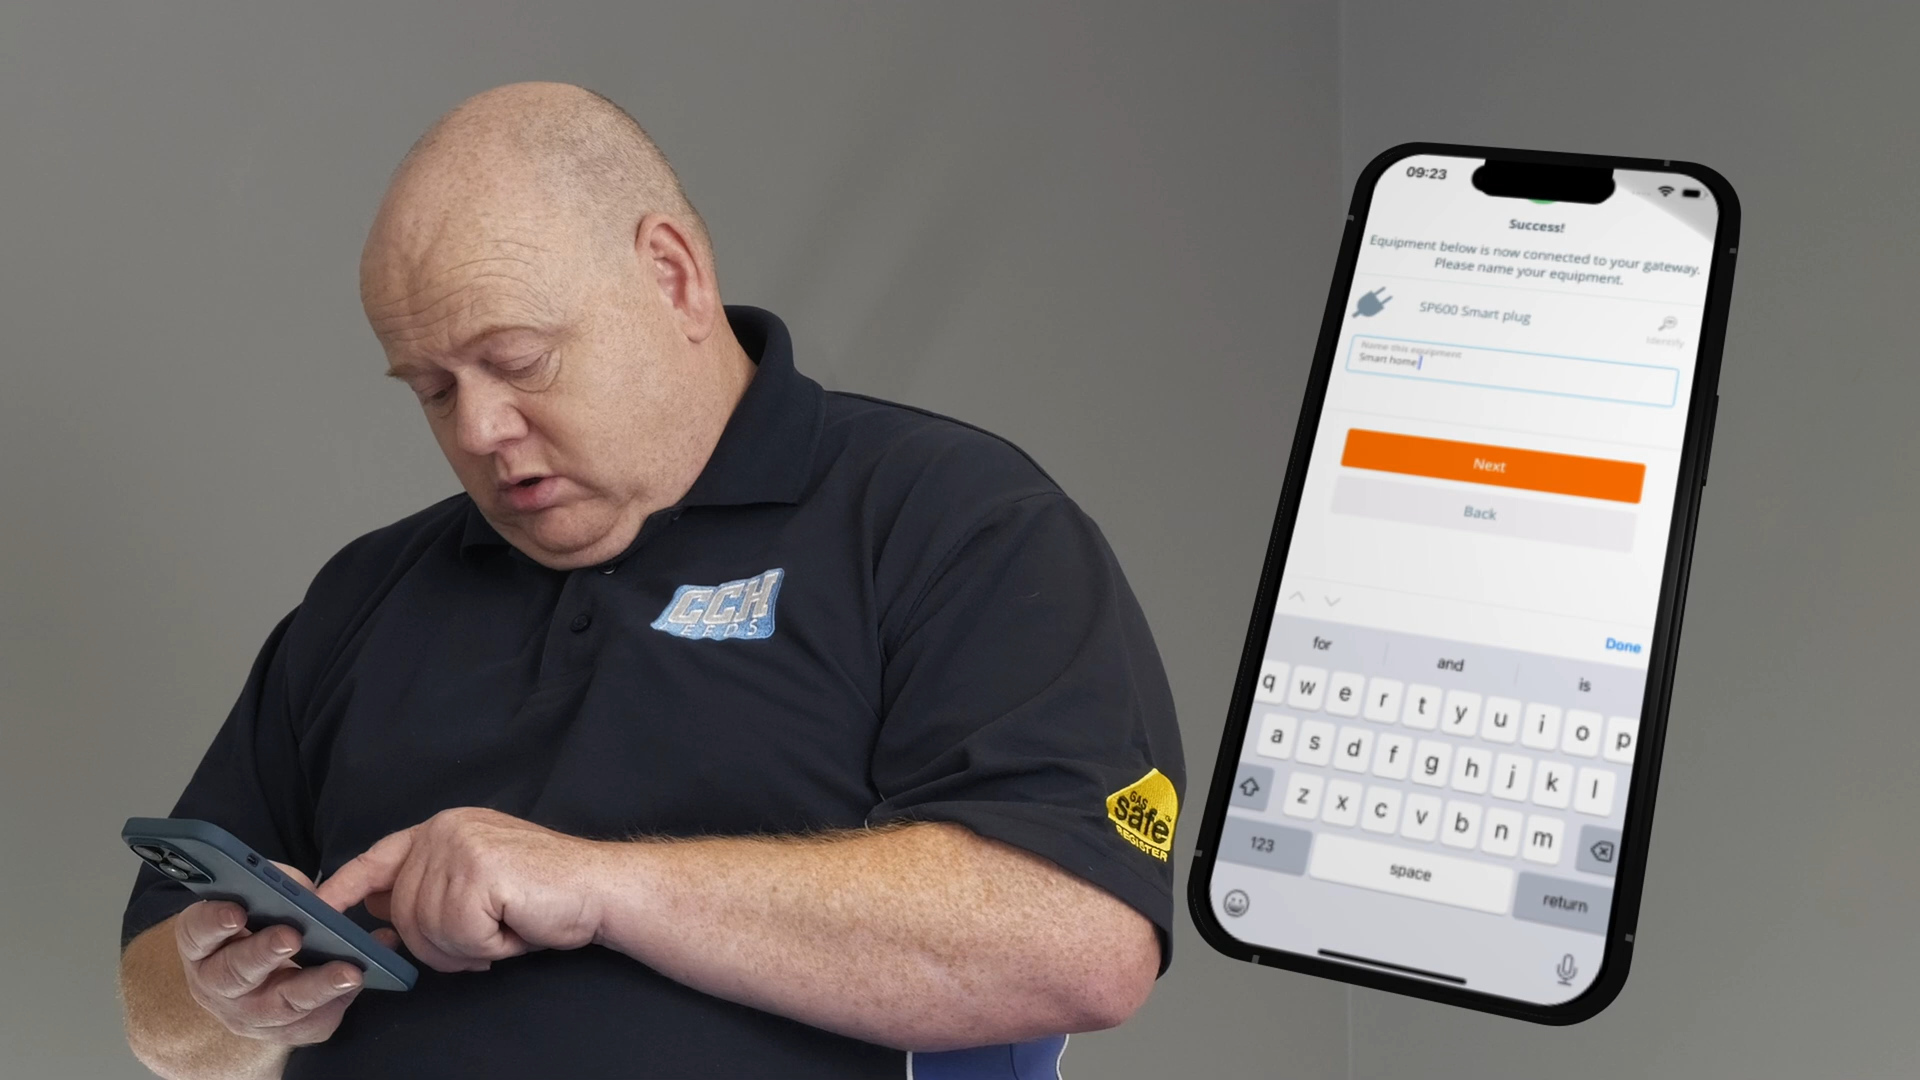 CCH
EEDS
GAS
safe
REGISTER
09:23
Success!
Equipment below is now connected to your gateway.
Please name your equipment.
SP600 Smart plug
Identify
Name this equipment
Smart home
Next
Back
Done
for and is
q w e r t y u i o p
a s d f g h j k l
z x c v b n m
123 space return